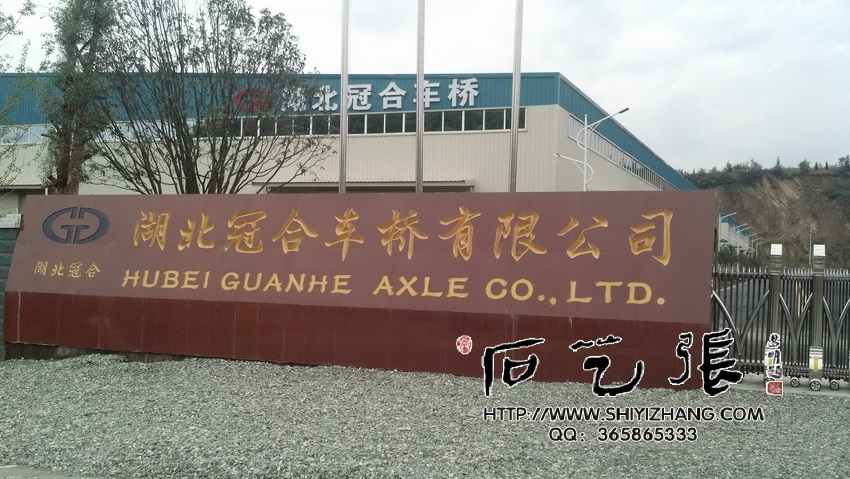 湖北冠合车桥
湖北冠合车桥有限公司
湖北冠合
HUBEI GUANHE AXLE CO., LTD.
石艺張
HTTP://WWW.SHIYIZHANG.COM
QQ: 365865333